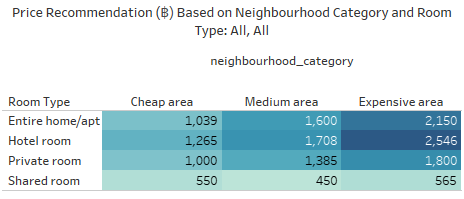 Price Recommendation (฿) Based on Neighbourhood Category and Room
Type: All, All
neighbourhood_category
Room Type Cheap area Medium area Expensive area
Entire home/apt 1,039 1,600 2,150
Hotel room 1,265 1,708 2,546
Private room 1,000 1,385 1,800
Shared room 550 450 565